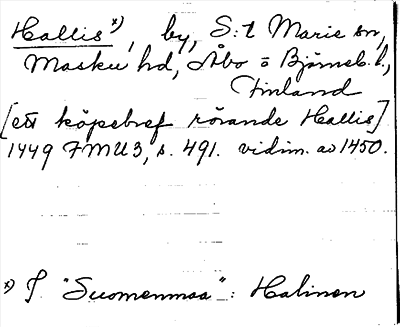 Hallis x), by, S:t Marie sn,
Masku hd, Åbo o Björneb. l.,
Finland
[ett köpebref rörande Hallis]
1449 FMU3, s. 491. vidim. av 1450.
x) I "Suomenmaa": Halinen